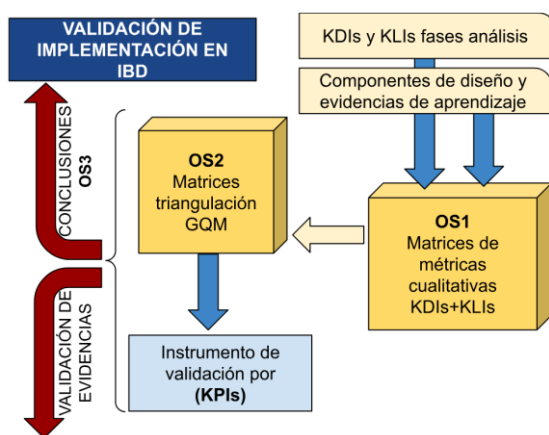 VALIDACIÓN DE
IMPLEMENTACIÓN EN
IBD
KDIs y KLIs fases análisis
Componentes de diseño y
evidencias de aprendizaje
CONCLUSIONES
OS3
OS2
Matrices
triangulación
GQM
OS1
Matrices de
métricas
cualitativas
KDIs+KLIs
VALIDACIÓN DE
EVIDENCIAS
Instrumento de
validación por
(KPIs)